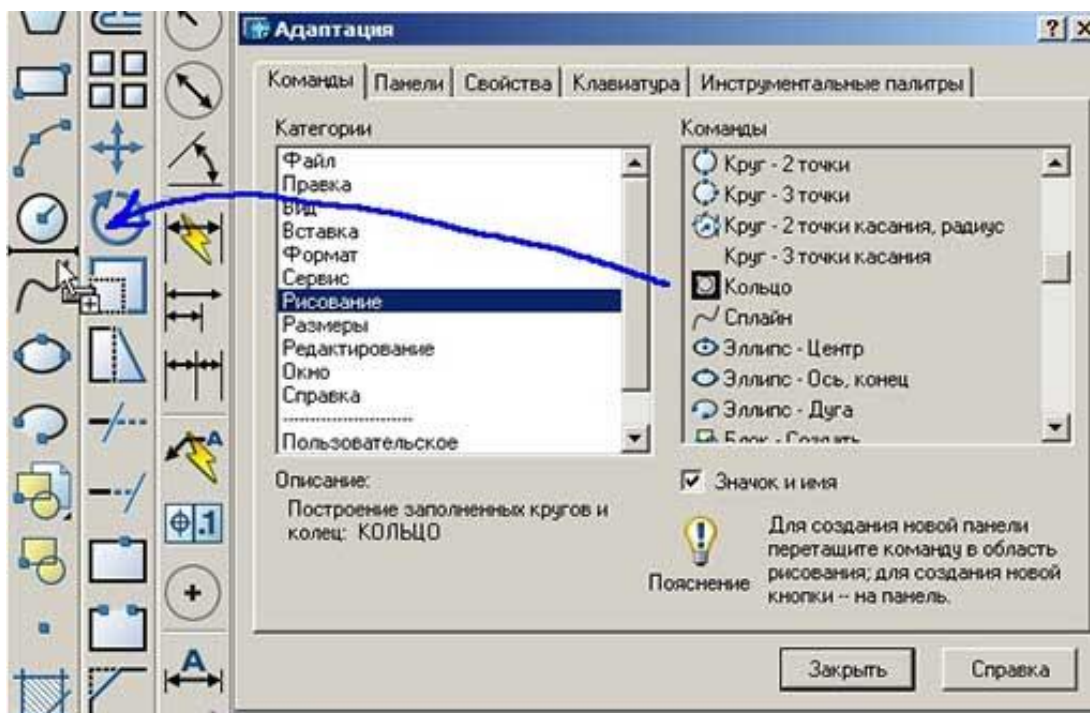 Адаптация
Команды Панели Свойства Клавиатура Инструментальные палитры
Категории
Файл
Правка
Вид
Вставка
Формат
Сервис
Рисование
Размеры
Редактирование
Окно
Справка
Пользовательское
Команды
Круг - 2 точки
Круг - 3 точки
Круг - 2 точки касания, радиус
Круг - 3 точки касания
Кольцо
Сплайн
Эллипс - Центр
Эллипс - Ось, конец
Эллипс - Дуга
Блок - Создать
Описание:
Построение заполненных кругов и
колец: КОЛЬЦО
Значок и имя
Пояснение
Для создания новой панели
перетащите команду в область
рисования; для создания новой
кнопки -- на панель.
Закрыть Справка
A
.1
A